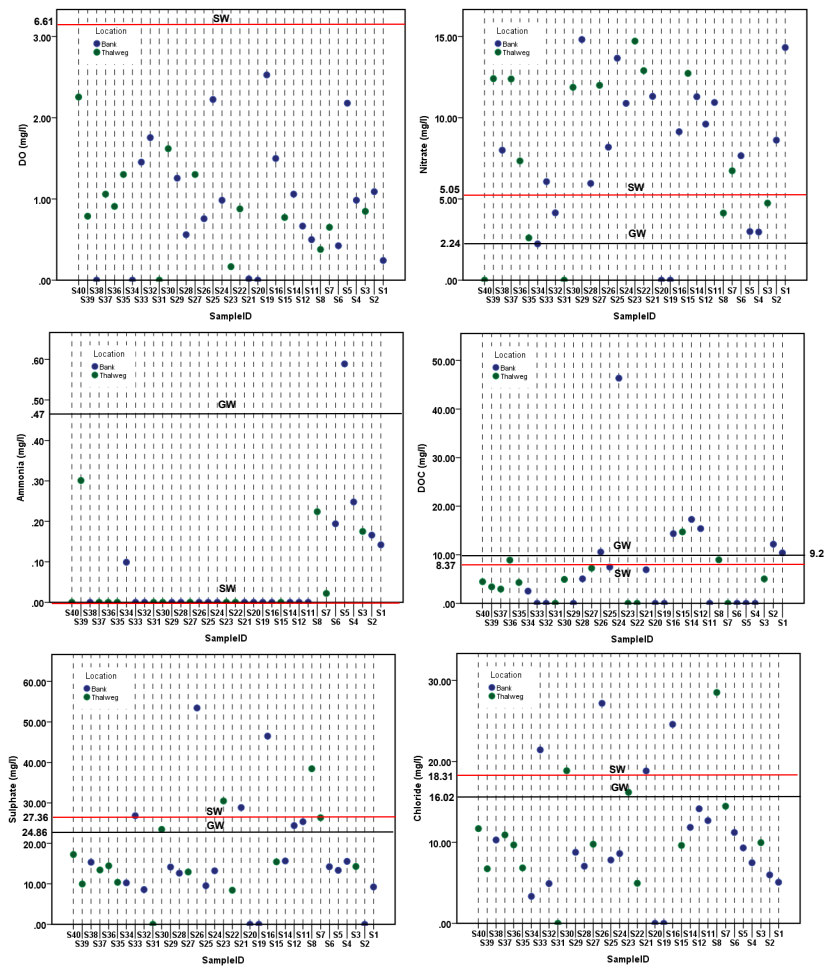 6.61
SW
Location
Bank
Thalweg
3.00
2.00
1.00
.00
DO (mg/l)
S40 S38 S36 S34 S32 S30 S28 S26 S24 S22 S20 S16 S14 S11 S7 S5 S3 S1
S39 S37 S35 S33 S31 S29 S27 S25 S23 S21 S19 S15 S12 S8 S6 S4 S2
SampleID
Location
Bank
Thalweg
15.00
10.00
5.05
SW
5.00
GW
2.24
.00
Nitrate (mg/l)
S40 S38 S36 S34 S32 S30 S28 S26 S24 S22 S20 S16 S14 S11 S7 S5 S3 S1
S39 S37 S35 S33 S31 S29 S27 S25 S23 S21 S19 S15 S12 S8 S6 S4 S2
SampleID
Location
Bank
Thalweg
.60
.50
GW
.47
.40
.30
.20
.10
SW
.00
Ammonia (mg/l)
S40 S38 S36 S34 S32 S30 S28 S26 S24 S22 S20 S16 S14 S11 S7 S5 S3 S1
S39 S37 S35 S33 S31 S29 S27 S25 S23 S21 S19 S15 S12 S8 S6 S4 S2
SampleID
Location
Bank
Thalweg
50.00
40.00
30.00
20.00
GW
10.00
9.2
8.37
SW
.00
DOC (mg/l)
S40 S37 S35 S33 S31 S29 S27 S25 S23 S21 S19 S15 S12 S8 S6 S4 S2
S39 S36 S34 S32 S30 S28 S26 S24 S22 S20 S16 S14 S11 S7 S5 S3 S1
SampleID
Location
Bank
Thalweg
60.00
50.00
40.00
30.00
SW
27.36
GW
24.86
20.00
10.00
.00
Sulphate (mg/l)
S40 S38 S36 S34 S32 S30 S28 S26 S24 S22 S20 S16 S14 S11 S7 S5 S3 S1
S39 S37 S35 S33 S31 S29 S27 S25 S23 S21 S19 S15 S12 S8 S6 S4 S2
SampleID
Location
Bank
Thalweg
30.00
20.00
SW
18.31
GW
16.02
10.00
.00
Chloride (mg/l)
S40 S38 S36 S34 S32 S30 S28 S26 S24 S22 S20 S16 S14 S11 S7 S5 S3 S1
S39 S37 S35 S33 S31 S29 S27 S25 S23 S21 S19 S15 S12 S8 S6 S4 S2
SampleID